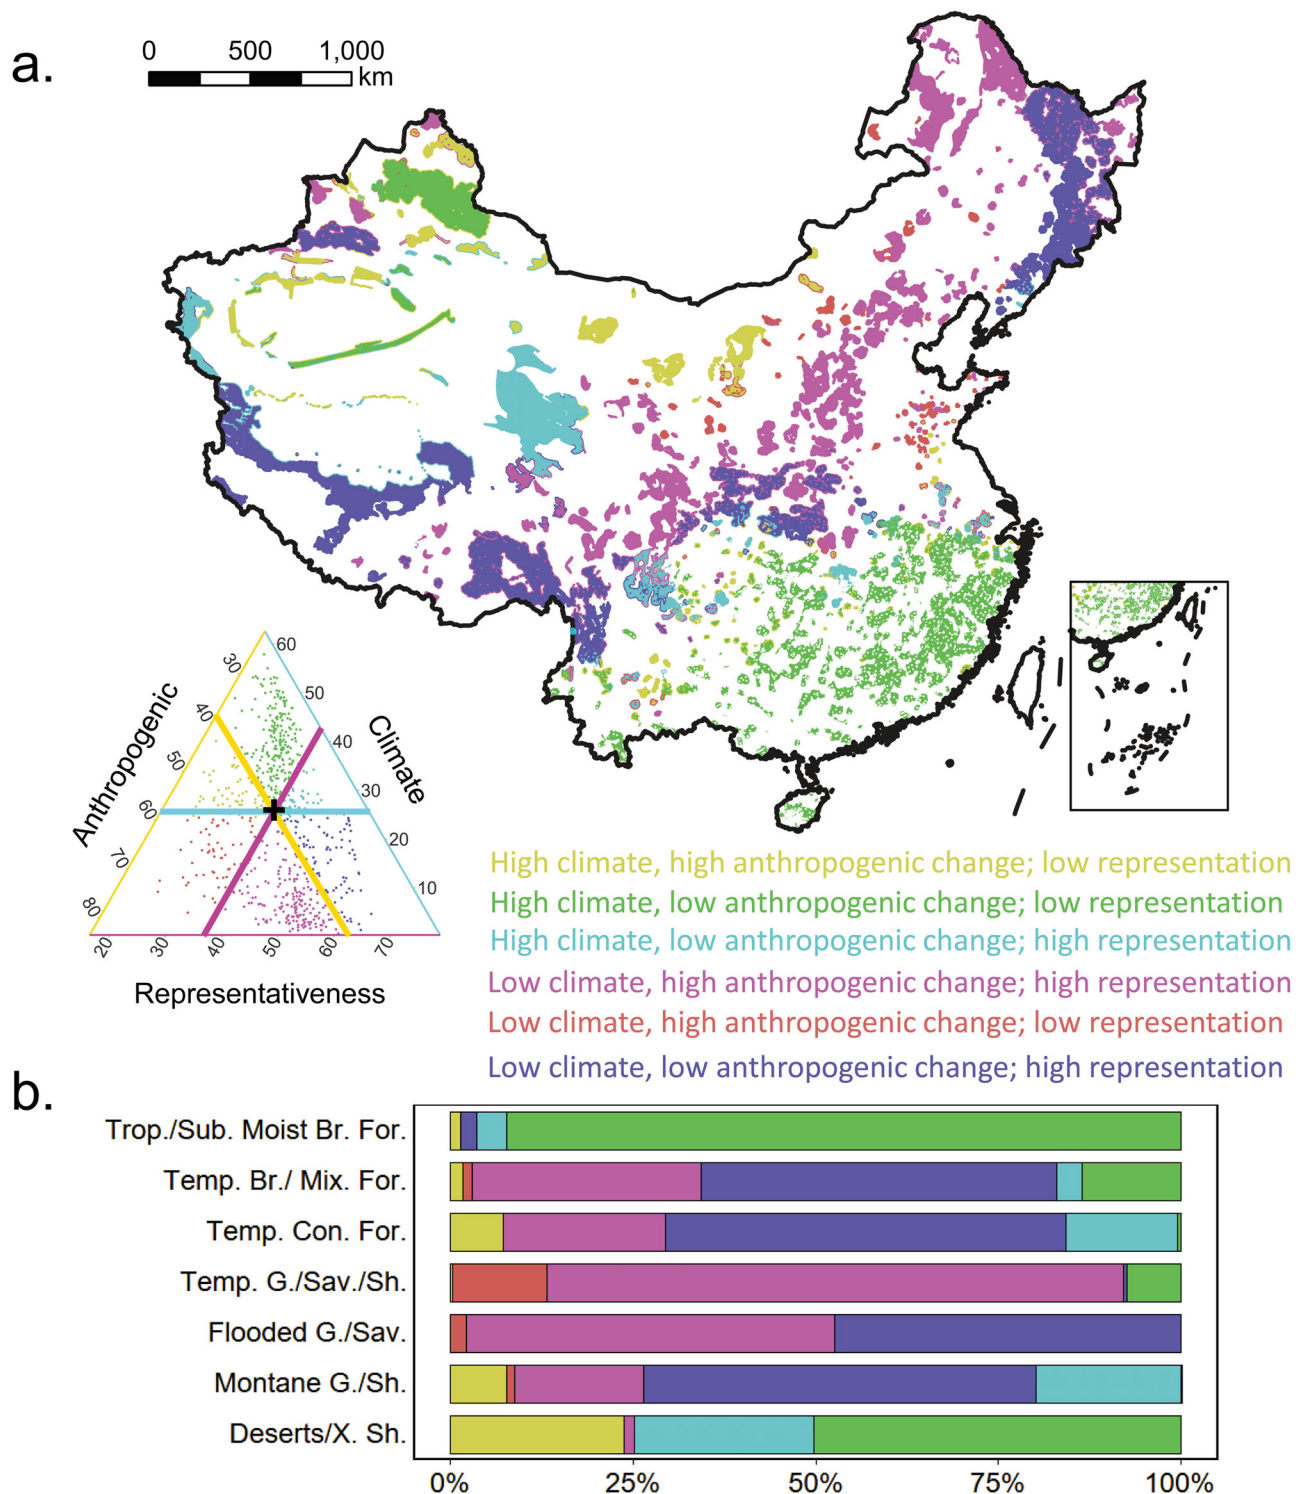 a.
0 500 1,000
km
Anthropogenic
30
40
50
60
70
80
Climate
60
50
40
30
20
10
20 30 40 50 60 70
Representativeness
High climate, high anthropogenic change; low representation
High climate, low anthropogenic change; low representation
High climate, low anthropogenic change; high representation
Low climate, high anthropogenic change; high representation
Low climate, high anthropogenic change; low representation
Low climate, low anthropogenic change; high representation
b.
Trop./Sub. Moist Br. For.
Temp. Br./ Mix. For.
Temp. Con. For.
Temp. G./Sav./Sh.
Flooded G./Sav.
Montane G./Sh.
Deserts/X. Sh.
0% 25% 50% 75% 100%